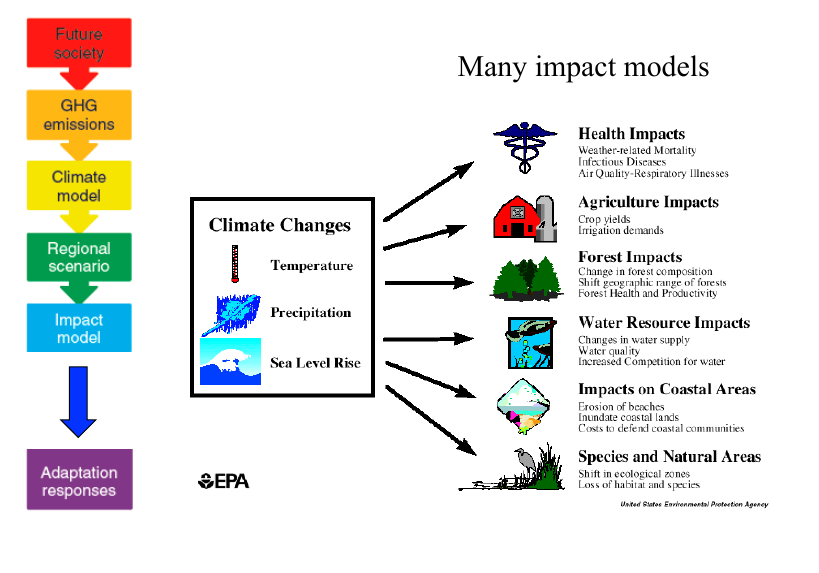 Future
society
GHG
emissions
Climate
model
Regional
scenario
Impact
model
Adaptation
responses
Many impact models
Climate Changes
Temperature
Precipitation
Sea Level Rise
EPA
Health Impacts
Weather-related Mortality
Infectious Diseases
Air Quality-Respiratory Illnesses
Agriculture Impacts
Crop yields
Irrigation demands
Forest Impacts
Change in forest composition
Shift geographic range of forests
Forest Health and Productivity
Water Resource Impacts
Changes in water supply
Water quality
Increased Competition for water
Impacts on Coastal Areas
Erosion of beaches
Inundate coastal lands
Costs to defend coastal communities
Species and Natural Areas
Shift in ecological zones
Loss of habitat and species
United States Environmental Protection Agency